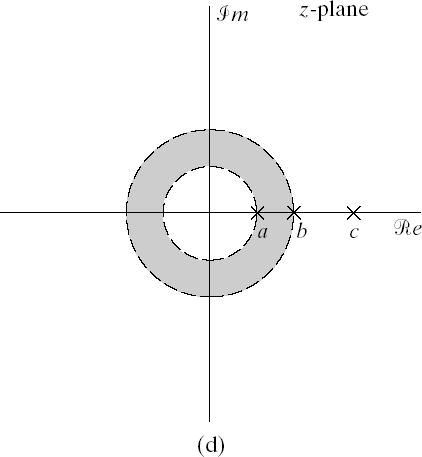 ℐm z-plane
a b c ℛe
(d)